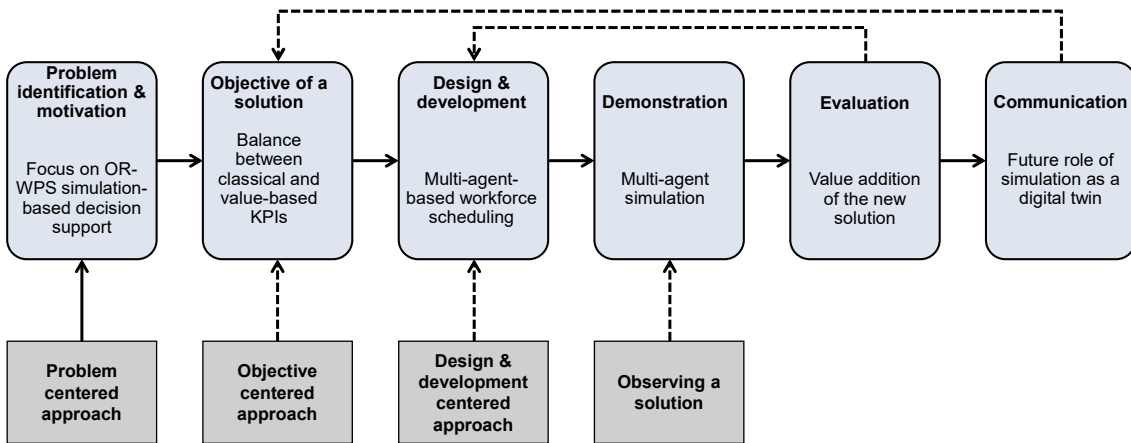 Problem
identification &
motivation
Focus on OR-
WPS simulation-
based decision
support
Objective of a
solution
Balance
between
classical and
value-based
KPIs
Design &
development
Multi-agent-
based workforce
scheduling
Demonstration
Multi-agent
simulation
Evaluation
Value addition
of the new
solution
Communication
Future role of
simulation as a
digital twin
Problem
centered
approach
Objective
centered
approach
Design &
development
centered
approach
Observing a
solution